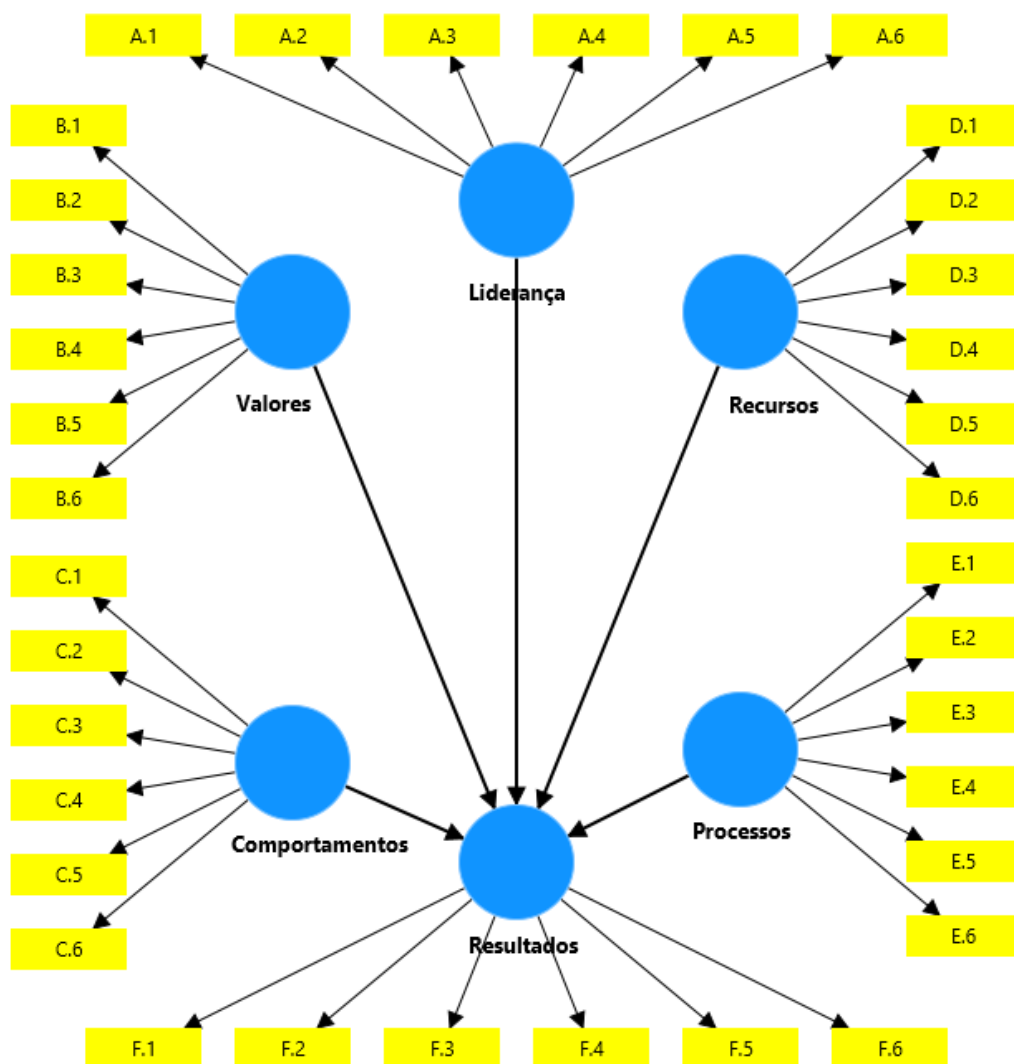 A.1
A.2
A.3
A.4
A.5
A.6
B.1
B.2
B.3
B.4
B.5
B.6
Liderança
Valores
Recursos
D.1
D.2
D.3
D.4
D.5
D.6
C.1
C.2
C.3
C.4
C.5
C.6
Comportamentos
Processos
Resultados
E.1
E.2
E.3
E.4
E.5
E.6
F.1
F.2
F.3
F.4
F.5
F.6